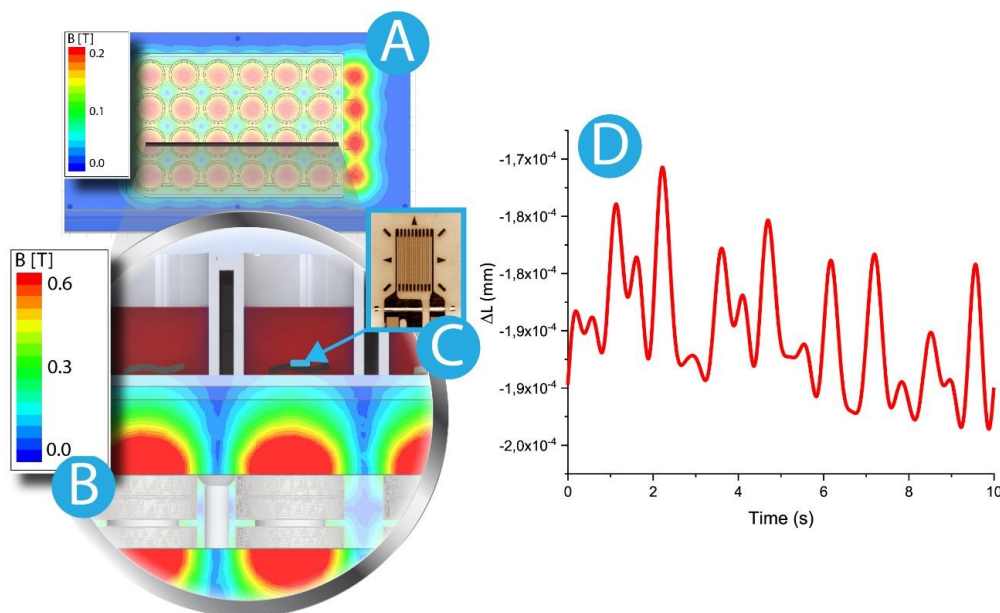 A
B [T]
0.2
0.1
0.0
B [T]
0.6
0.3
0.0
B
C
D
-1,7x10⁻⁴
-1,8x10⁻⁴
-1,8x10⁻⁴
-1,9x10⁻⁴
-1,9x10⁻⁴
-2,0x10⁻⁴
ΔL (mm)
0
2
4
6
8
10
Time (s)